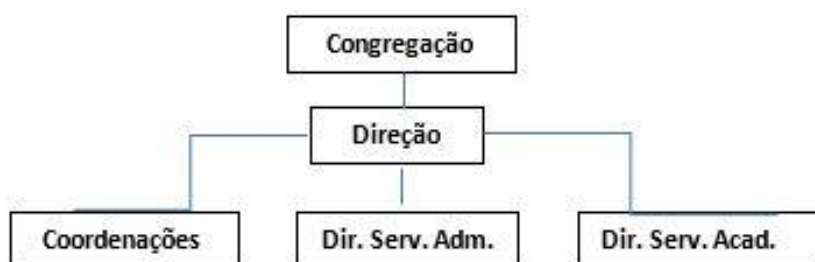 Congregação
Direção
Coordenações
Dir. Serv. Adm.
Dir. Serv. Acad.